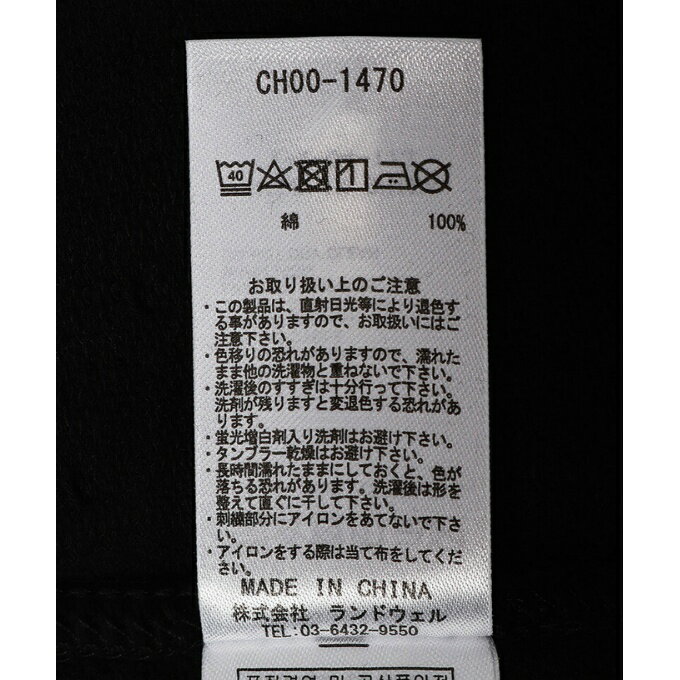 CH00-1470
40
綿 100%
お取り扱い上のご注意
・この製品は、直射日光等により退色す
る事がありますので、お取扱いにはご
注意下さい。
・色移りの恐れがありますので、濡れた
まま他の洗濯物と重ねないで下さい。
・洗濯後のすすぎは十分行って下さい。
洗剤が残りますと変退色する恐れがあ
ります。
・蛍光増白剤入り洗剤はお避け下さい。
・タンブラー乾燥はお避け下さい。
・長時間濡れたままにしておくと、色が
落ちる恐れがあります。洗濯後は形を
整えて直ぐに干して下さい。
・刺繍部分にアイロンをあてないで下さ
い。
・アイロンをする際は当て布をしてくだ
さい。
MADE IN CHINA
株式会社 ランドウェル
TEL:03-6432-9550